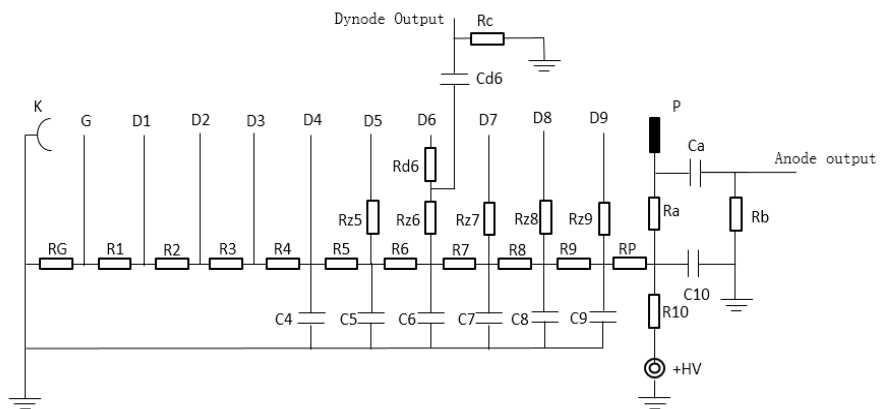 Dynode Output
Rc
Cd6
K
G D1 D2 D3 D4 D5 D6 D7 D8 D9 P
Ca
Anode output
Rd6
Rz5 Rz6 Rz7 Rz8 Rz9 Ra Rb
RG R1 R2 R3 R4 R5 R6 R7 R8 R9 RP
C10
C4 C5 C6 C7 C8 C9 R10
+HV